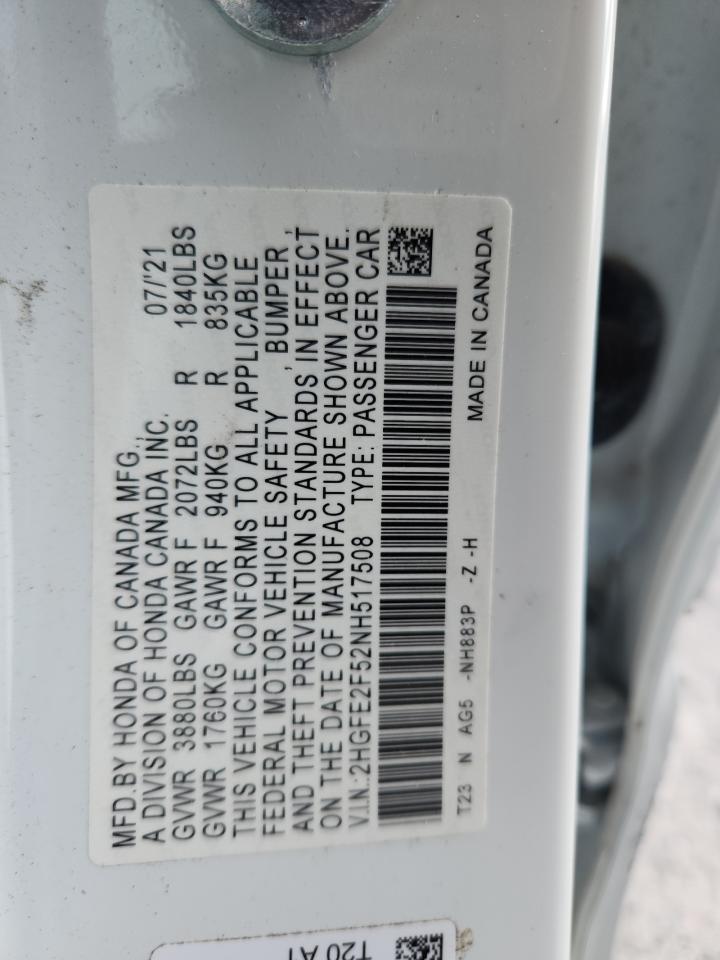 MFD.BY HONDA OF CANADA MFG.,
A DIVISION OF HONDA CANADA INC. 07/'21
GVWR 3880LBS GAWR F 2072LBS R 1840LBS
GVWR 1760KG GAWR F 940KG R 835KG
THIS VEHICLE CONFORMS TO ALL APPLICABLE
FEDERAL MOTOR VEHICLE SAFETY , BUMPER ,
AND THEFT PREVENTION STANDARDS IN EFFECT
ON THE DATE OF MANUFACTURE SHOWN ABOVE.
V.I.N.:2HGFE2F52NH517508 TYPE: PASSENGER CAR
T23 N AG5 -NH883P -Z -H
MADE IN CANADA
T20 A1